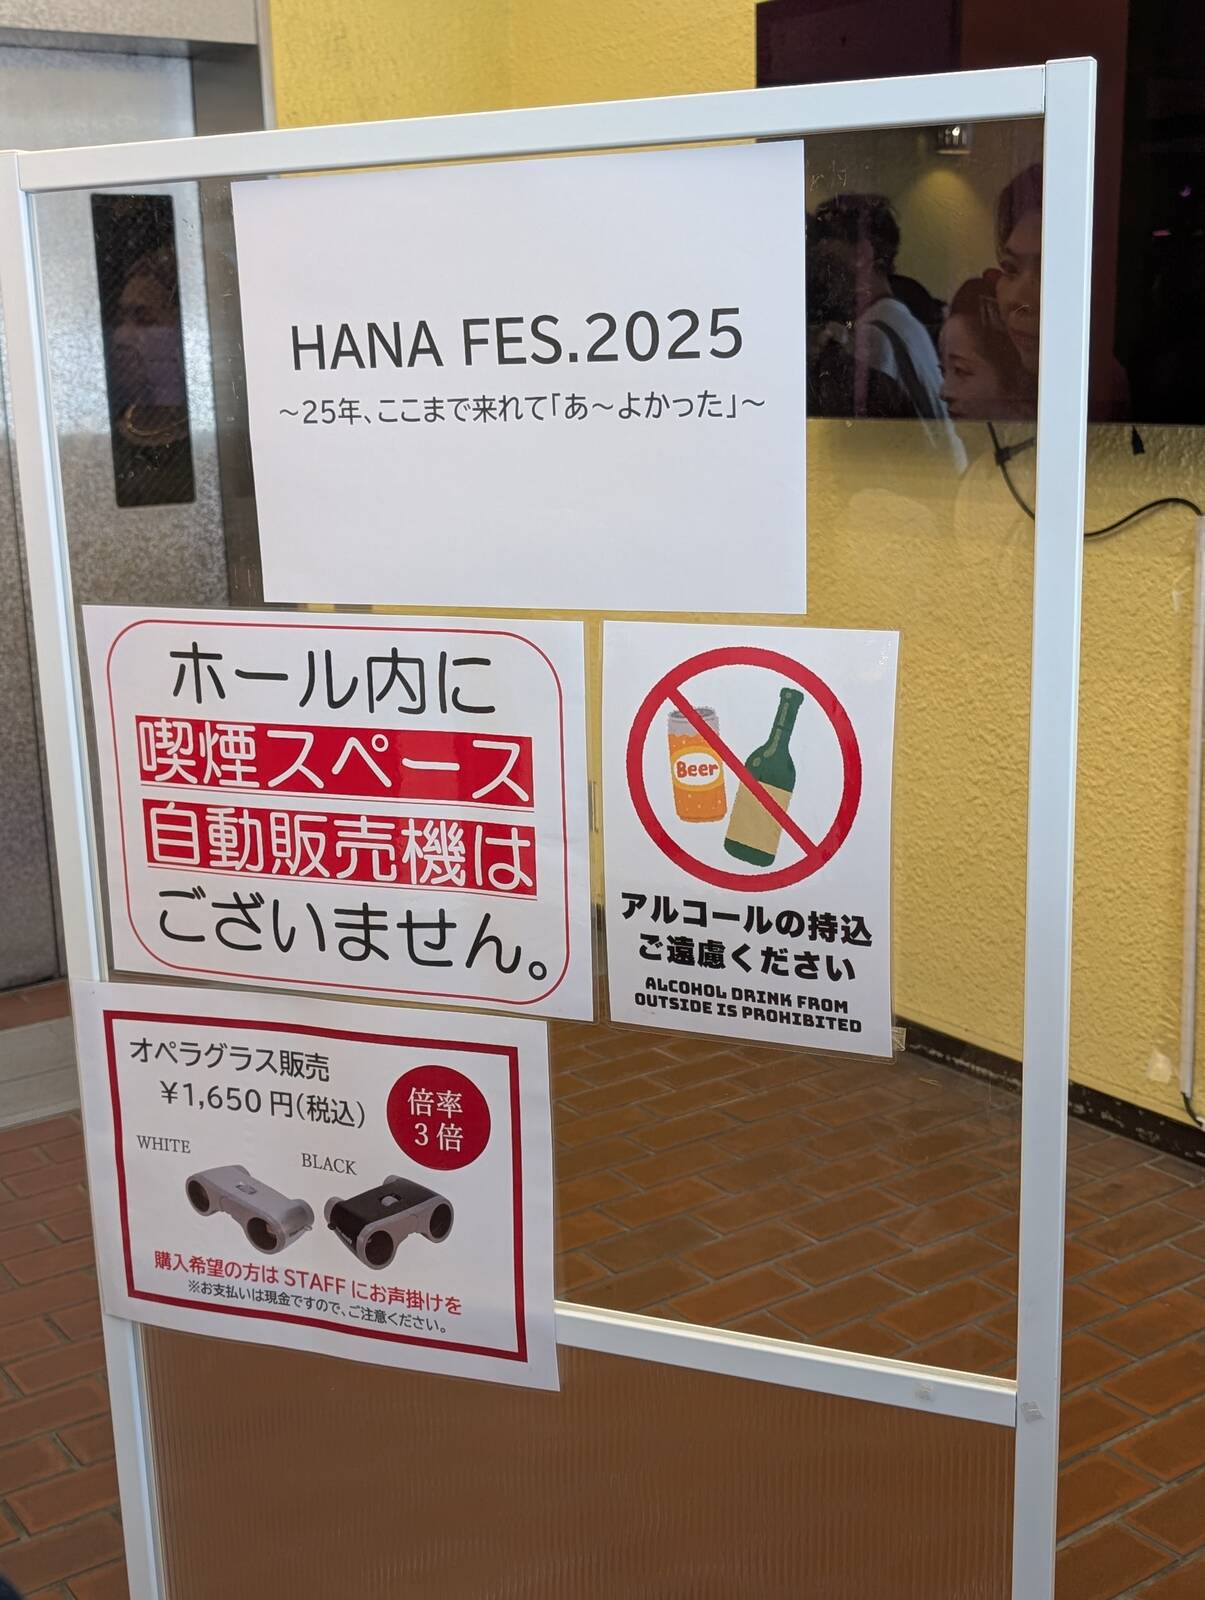 HANA FES.2025
～25年、ここまで来れて「あ～よかった」～
ホール内に
喫煙スペース
自動販売機は
ございません。
Beer
アルコールの持込
ご遠慮ください
ALCOHOL DRINK FROM
OUTSIDE IS PROHIBITED
オペラグラス販売
¥1,650円(税込)
倍率
3倍
WHITE
BLACK
購入希望の方は STAFF にお声掛けを
※お支払いは現金ですので、ご注意ください。